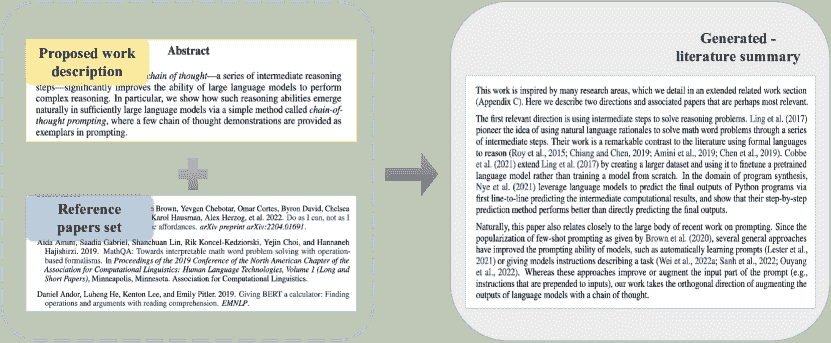 Proposed work
description
Abstract
chain of thought—a series of intermediate reasoning
steps—significantly improves the ability of large language models to perform
complex reasoning. In particular, we show how such reasoning abilities emerge
naturally in sufficiently large language models via a simple method called chain-of-
thought prompting, where a few chain of thought demonstrations are provided as
exemplars in prompting.
Reference
papers set
Brown, Yevgen Chebotar, Omar Cortes, Byron David, Chelsea
Karol Hausman, Alex Herzog, et al. 2022. Do as I can, not as I
affordances. arXiv preprint arXiv:2204.01691.
Aida Amini, Saadia Gabriel, Shanchuan Lin, Rik Koncel-Kedziorski, Yejin Choi, and Hannaneh
Hajishirzi. 2019. MathQA: Towards interpretable math word problem solving with operation-
based formalisms. In Proceedings of the 2019 Conference of the North American Chapter of the
Association for Computational Linguistics: Human Language Technologies, Volume 1 (Long and
Short Papers), Minneapolis, Minnesota. Association for Computational Linguistics.
Daniel Andor, Luheng He, Kenton Lee, and Emily Pitler. 2019. Giving BERT a calculator: Finding
operations and arguments with reading comprehension. EMNLP.
Generated -
literature summary
This work is inspired by many research areas, which we detail in an extended related work section
(Appendix C). Here we describe two directions and associated papers that are perhaps most relevant.
The first relevant direction is using intermediate steps to solve reasoning problems. Ling et al. (2017)
pioneer the idea of using natural language rationales to solve math word problems through a series
of intermediate steps. Their work is a remarkable contrast to the literature using formal languages
to reason (Roy et al., 2015; Chiang and Chen, 2019; Amini et al., 2019; Chen et al., 2019). Cobbe
et al. (2021) extend Ling et al. (2017) by creating a larger dataset and using it to finetune a pretrained
language model rather than training a model from scratch. In the domain of program synthesis,
Nye et al. (2021) leverage language models to predict the final outputs of Python programs via
first line-to-line predicting the intermediate computational results, and show that their step-by-step
prediction method performs better than directly predicting the final outputs.
Naturally, this paper also relates closely to the large body of recent work on prompting. Since the
popularization of few-shot prompting as given by Brown et al. (2020), several general approaches
have improved the prompting ability of models, such as automatically learning prompts (Lester et al.,
2021) or giving models instructions describing a task (Wei et al., 2022a; Sanh et al., 2022; Ouyang
et al., 2022). Whereas these approaches improve or augment the input part of the prompt (e.g.,
instructions that are prepended to inputs), our work takes the orthogonal direction of augmenting the
outputs of language models with a chain of thought.